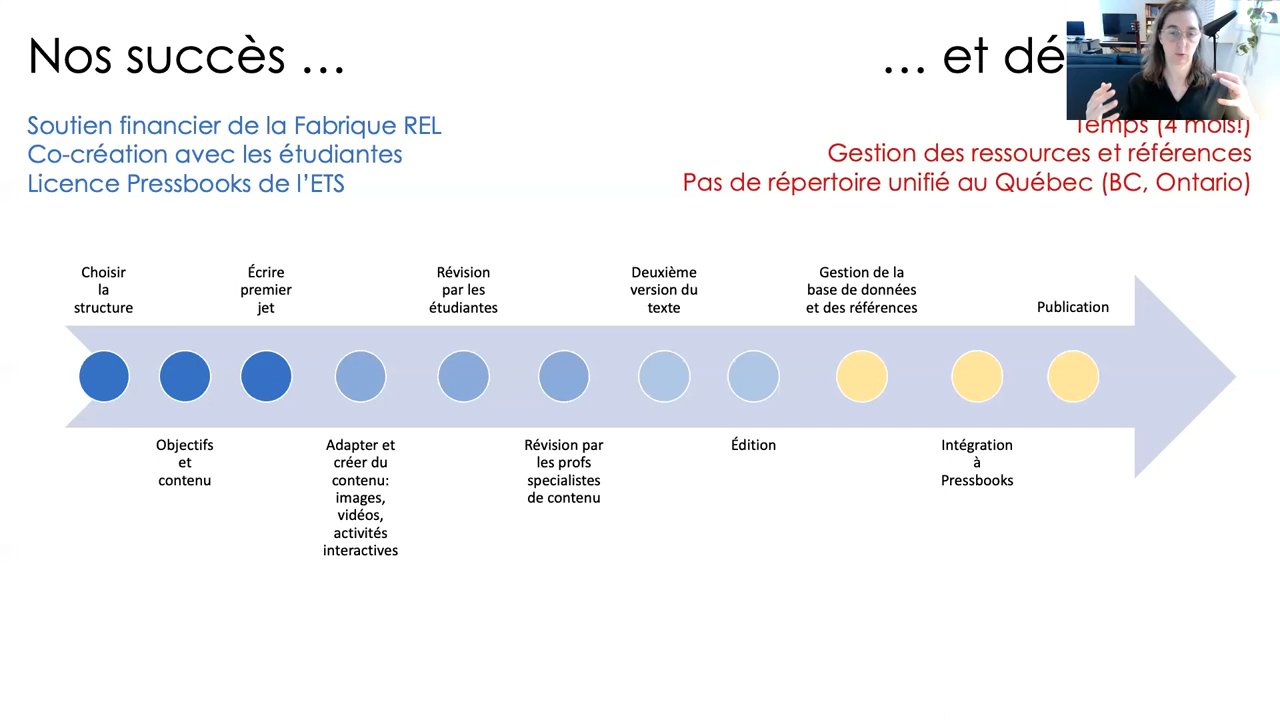 Nos succès ...
... et dé
Soutien financier de la Fabrique REL
Co-création avec les étudiantes
Licence Pressbooks de l'ETS
Temps (4 mois!)
Gestion des ressources et références
Pas de répertoire unifié au Québec (BC, Ontario)
Choisir
la
structure
Écrire
premier
jet
Révision
par les
étudiantes
Deuxième
version du
texte
Gestion de la
base de données
et des références
Publication
Objectifs
et
contenu
Adapter et
créer du
contenu:
images,
vidéos,
activités
interactives
Révision par
les profs
specialistes
de contenu
Édition
Intégration
à
Pressbooks